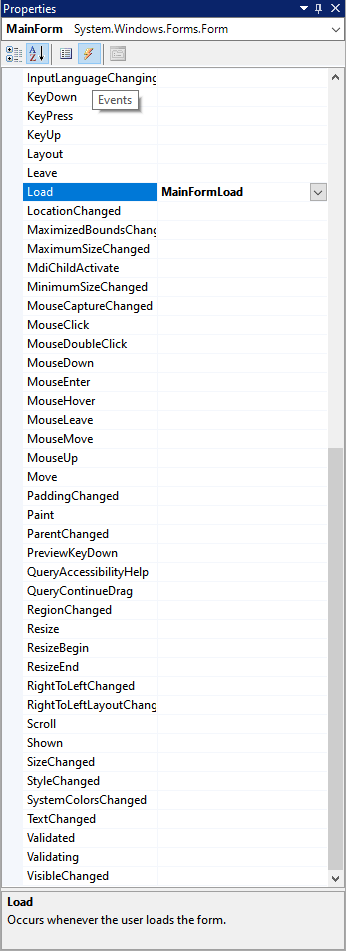 Properties
MainForm System.Windows.Forms.Form
A
Z
InputLanguageChanging
KeyDown
Events
KeyPress
KeyUp
Layout
Leave
Load MainFormLoad
LocationChanged
MaximizedBoundsChang
MaximumSizeChanged
MdiChildActivate
MinimumSizeChanged
MouseCaptureChanged
MouseClick
MouseDoubleClick
MouseDown
MouseEnter
MouseHover
MouseLeave
MouseMove
MouseUp
Move
PaddingChanged
Paint
ParentChanged
PreviewKeyDown
QueryAccessibilityHelp
QueryContinueDrag
RegionChanged
Resize
ResizeBegin
ResizeEnd
RightToLeftChanged
RightToLeftLayoutChang
Scroll
Shown
SizeChanged
StyleChanged
SystemColorsChanged
TextChanged
Validated
Validating
VisibleChanged
Load
Occurs whenever the user loads the form.